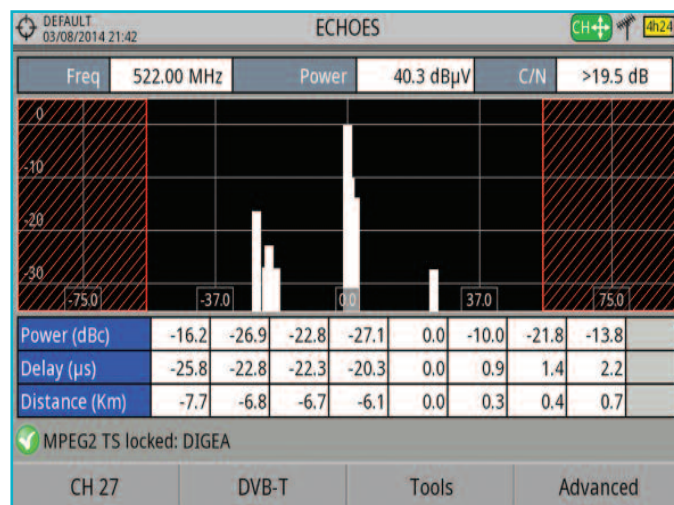 DEFAULT
03/08/2014 21:42
ECHOES
CH
4h24
Freq 522.00 MHz Power 40.3 dBµV C/N >19.5 dB
0
-10
-20
-30
-75.0 -37.0 0.0 37.0 75.0
Power (dBc) -16.2 -26.9 -22.8 -27.1 0.0 -10.0 -21.8 -13.8
Delay (µs) -25.8 -22.8 -22.3 -20.3 0.0 0.9 1.4 2.2
Distance (Km) -7.7 -6.8 -6.7 -6.1 0.0 0.3 0.4 0.7
MPEG2 TS locked: DIGEA
CH 27 DVB-T Tools Advanced